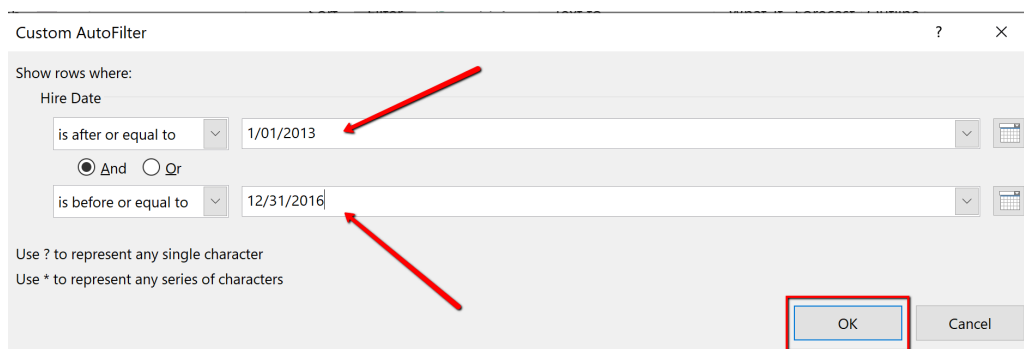 Custom AutoFilter ?
Show rows where:
Hire Date
is after or equal to 1/01/2013
And Or
is before or equal to 12/31/2016
Use ? to represent any single character
Use * to represent any series of characters
OK Cancel